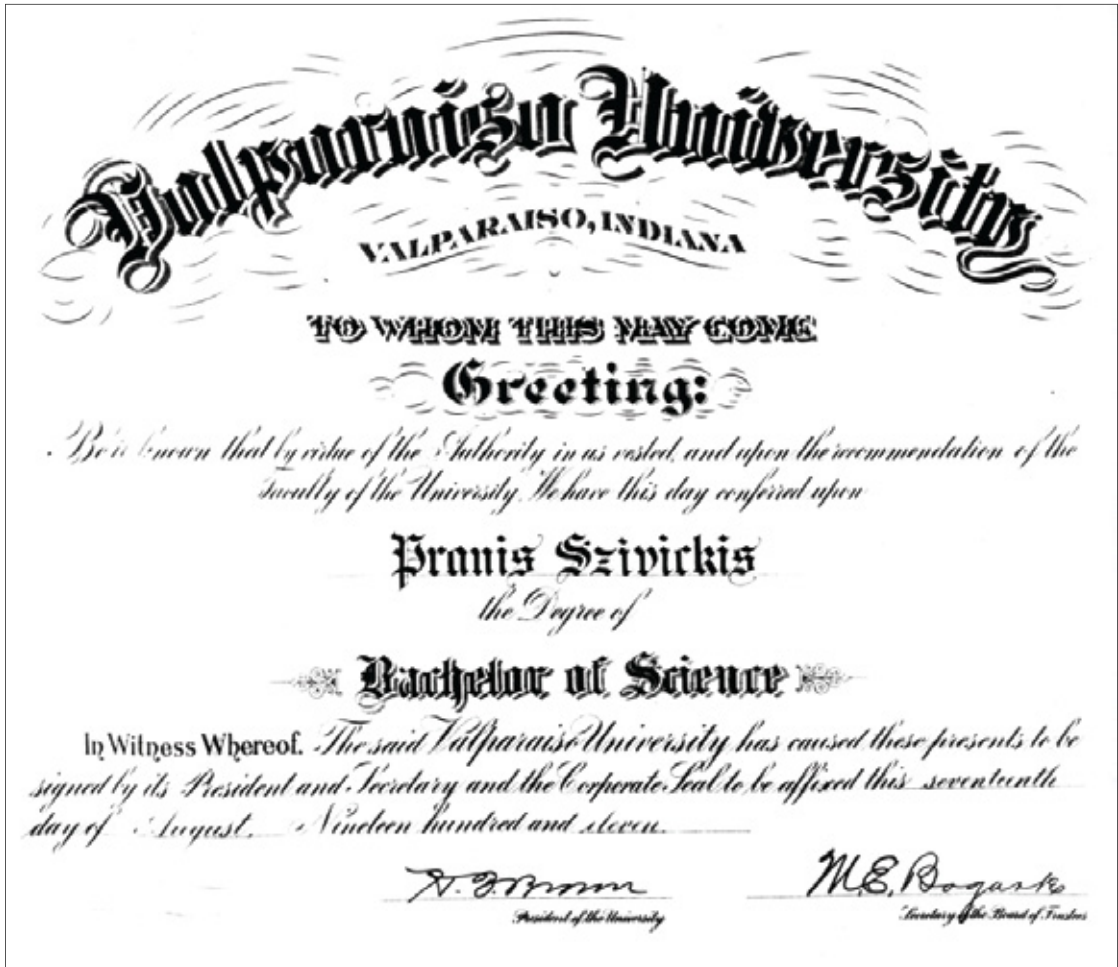 Valparaiso University
VALPARAISO, INDIANA
TO WHOM THIS MAY COME
Greeting:
Be it known that by virtue of the Authority in us vested, and upon the recommendation of the
Faculty of the University, We have this day conferred upon
Pranis Szivickis
the Degree of
Bachelor of Science
In Witness Whereof. The said Valparaiso University has caused these presents to be
signed by its President and Secretary and the Corporate Seal to be affixed this seventeenth
day of August. Nineteen hundred and eleven.
H. B. Brown M. E. Bogarte
President of the University Secretary of the Board of Trustees